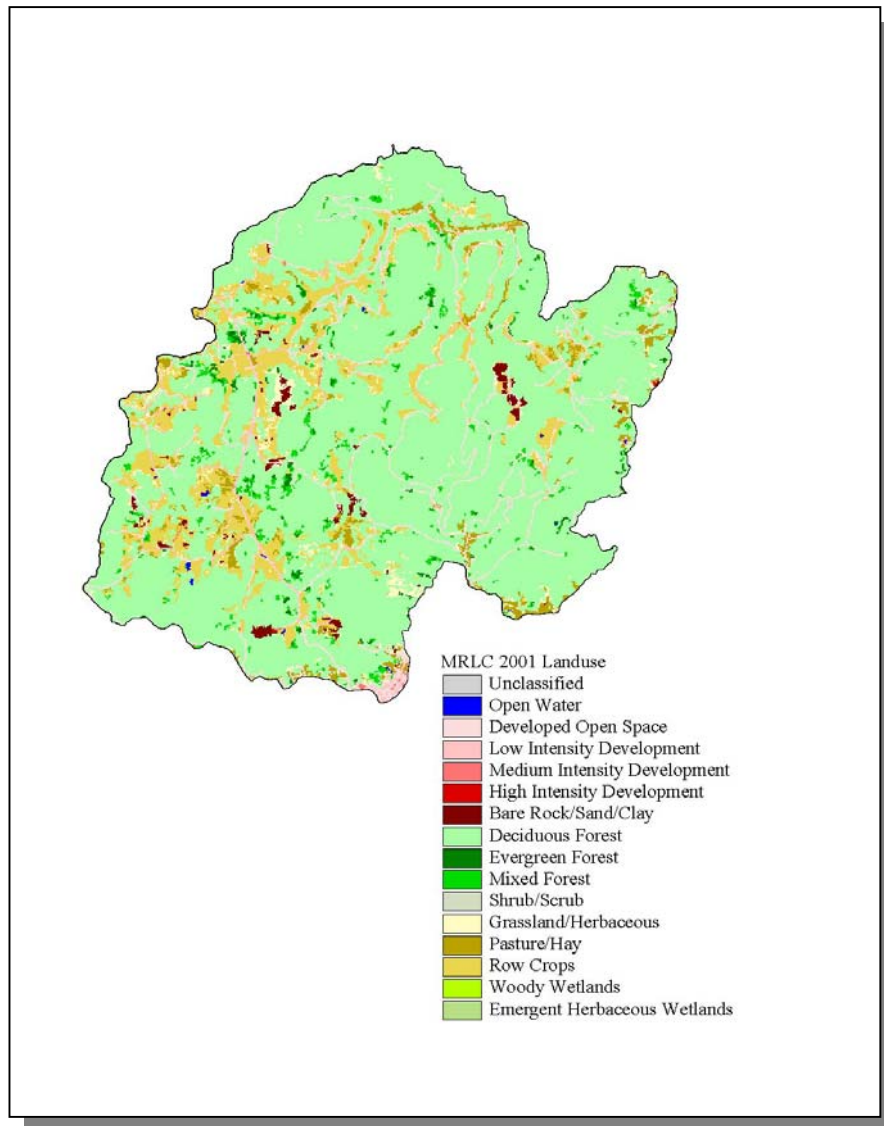 MRLC 2001 Landuse
Unclassified
Open Water
Developed Open Space
Low Intensity Development
Medium Intensity Development
High Intensity Development
Bare Rock/Sand/Clay
Deciduous Forest
Evergreen Forest
Mixed Forest
Shrub/Scrub
Grassland/Herbaceous
Pasture/Hay
Row Crops
Woody Wetlands
Emergent Herbaceous Wetlands